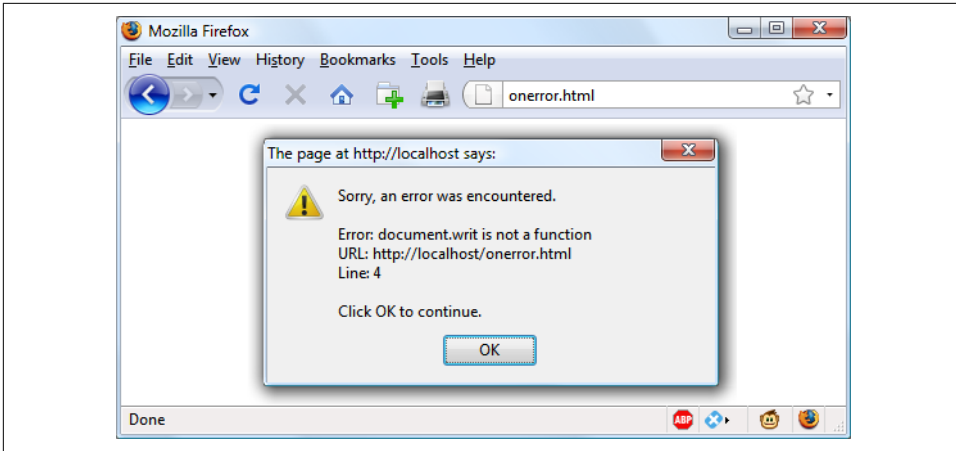 Mozilla Firefox
File Edit View History Bookmarks Tools Help
onerror.html
The page at http://localhost says:
Sorry, an error was encountered.
Error: document.writ is not a function
URL: http://localhost/onerror.html
Line: 4
Click OK to continue.
OK
Done
ABP